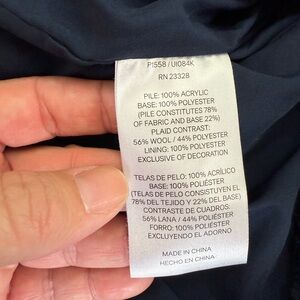 P1558 / UI084K
RN 23328
PILE: 100% ACRYLIC
BASE: 100% POLYESTER
(PILE CONSTITUTES 78%
OF FABRIC AND BASE 22%)
PLAID CONTRAST:
56% WOOL / 44% POLYESTER
LINING: 100% POLYESTER
EXCLUSIVE OF DECORATION
TELAS DE PELO: 100% ACRÍLICO
BASE: 100% POLIÉSTER
(TELAS DE PELO CONSISTUYEN EL
78% DEL TEJIDO Y 22% DEL BASE)
CONTRASTE DE CUADROS:
56% LANA / 44% POLIÉSTER
FORRO: 100% POLIÉSTER
EXCLUYENDO EL ADORNO
MADE IN CHINA
HECHO EN CHINA